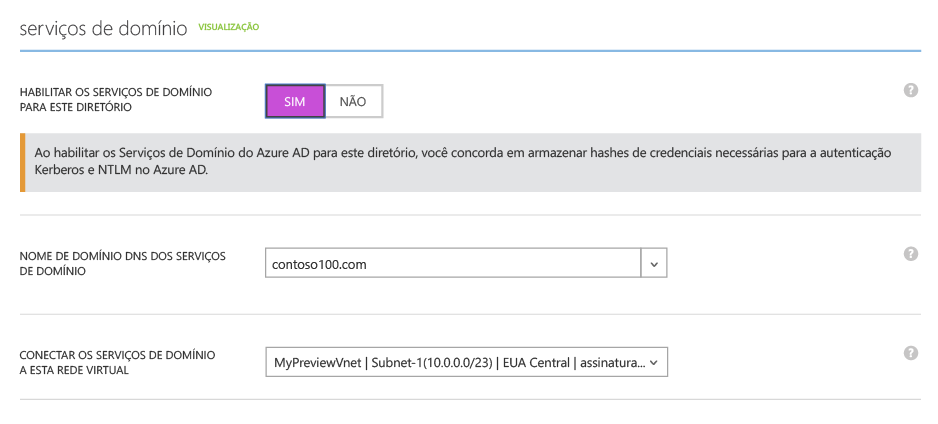 serviços de domínio VISUALIZAÇÃO
HABILITAR OS SERVIÇOS DE DOMÍNIO
PARA ESTE DIRETÓRIO
SIM NÃO
?
Ao habilitar os Serviços de Domínio do Azure AD para este diretório, você concorda em armazenar hashes de credenciais necessárias para a autenticação
Kerberos e NTLM no Azure AD.
NOME DE DOMÍNIO DNS DOS SERVIÇOS
DE DOMÍNIO
contoso100.com
?
CONECTAR OS SERVIÇOS DE DOMÍNIO
A ESTA REDE VIRTUAL
MyPreviewVnet | Subnet-1(10.0.0.0/23) | EUA Central | assinatura...
?